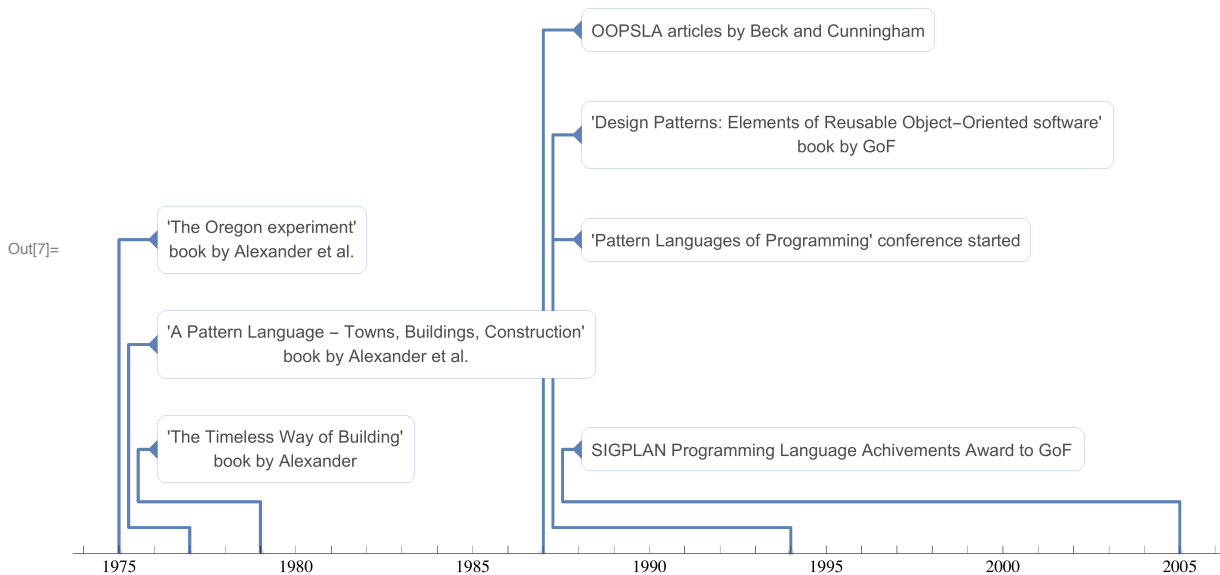 OOPSLA articles by Beck and Cunningham
'Design Patterns: Elements of Reusable Object−Oriented software'
book by GoF
'The Oregon experiment'
book by Alexander et al.
Out[7]=
'Pattern Languages of Programming' conference started
'A Pattern Language − Towns, Buildings, Construction'
book by Alexander et al.
'The Timeless Way of Building'
book by Alexander
SIGPLAN Programming Language Achivements Award to GoF
1975 1980 1985 1990 1995 2000 2005